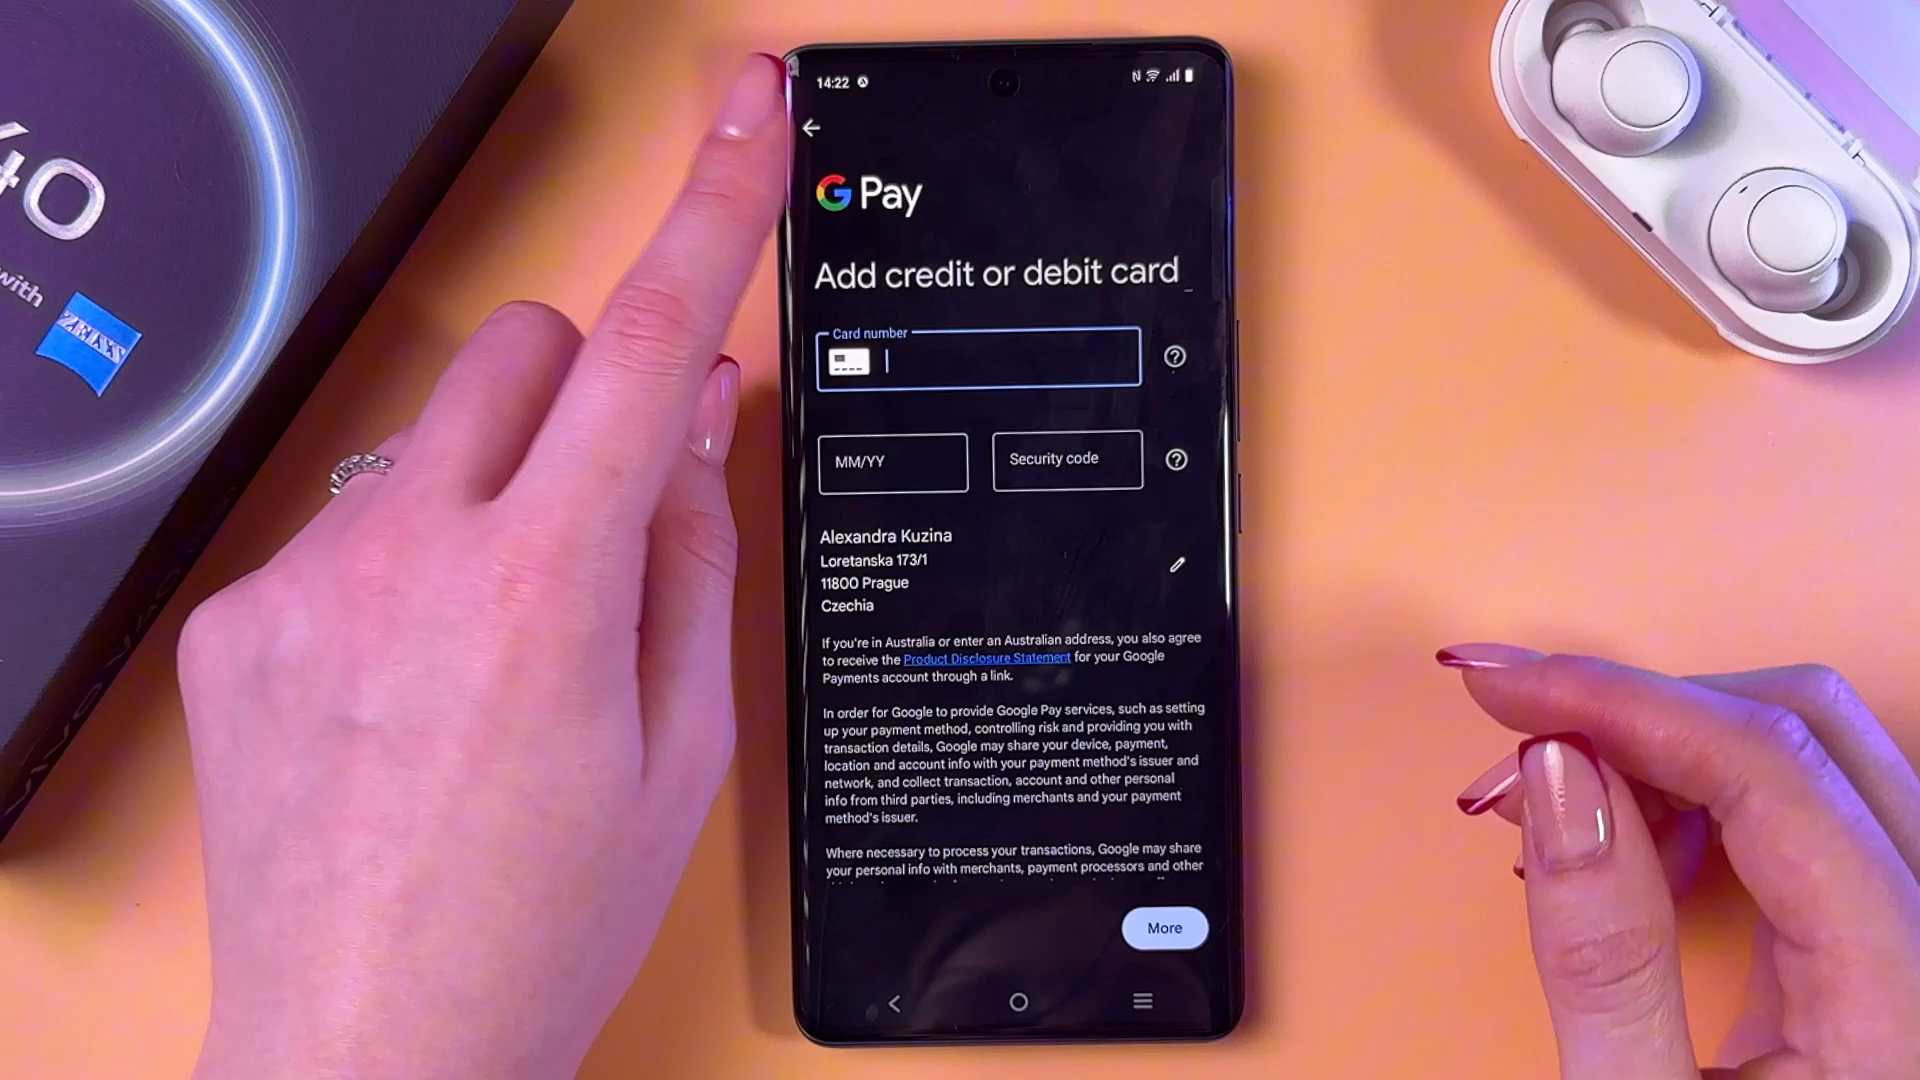 40
with
ZEISS
vivo V40
14:22
G Pay
Add credit or debit card
Card number
MM/YY
Security code
Alexandra Kuzina
Loretanska 173/1
11800 Prague
Czechia
If you're in Australia or enter an Australian address, you also agree
to receive the Product Disclosure Statement for your Google
Payments account through a link.
In order for Google to provide Google Pay services, such as setting
up your payment method, controlling risk and providing you with
transaction details, Google may share your device, payment,
location and account info with your payment method's issuer and
network, and collect transaction, account and other personal
info from third parties, including merchants and your payment
method's issuer.
Where necessary to process your transactions, Google may share
your personal info with merchants, payment processors and other
More